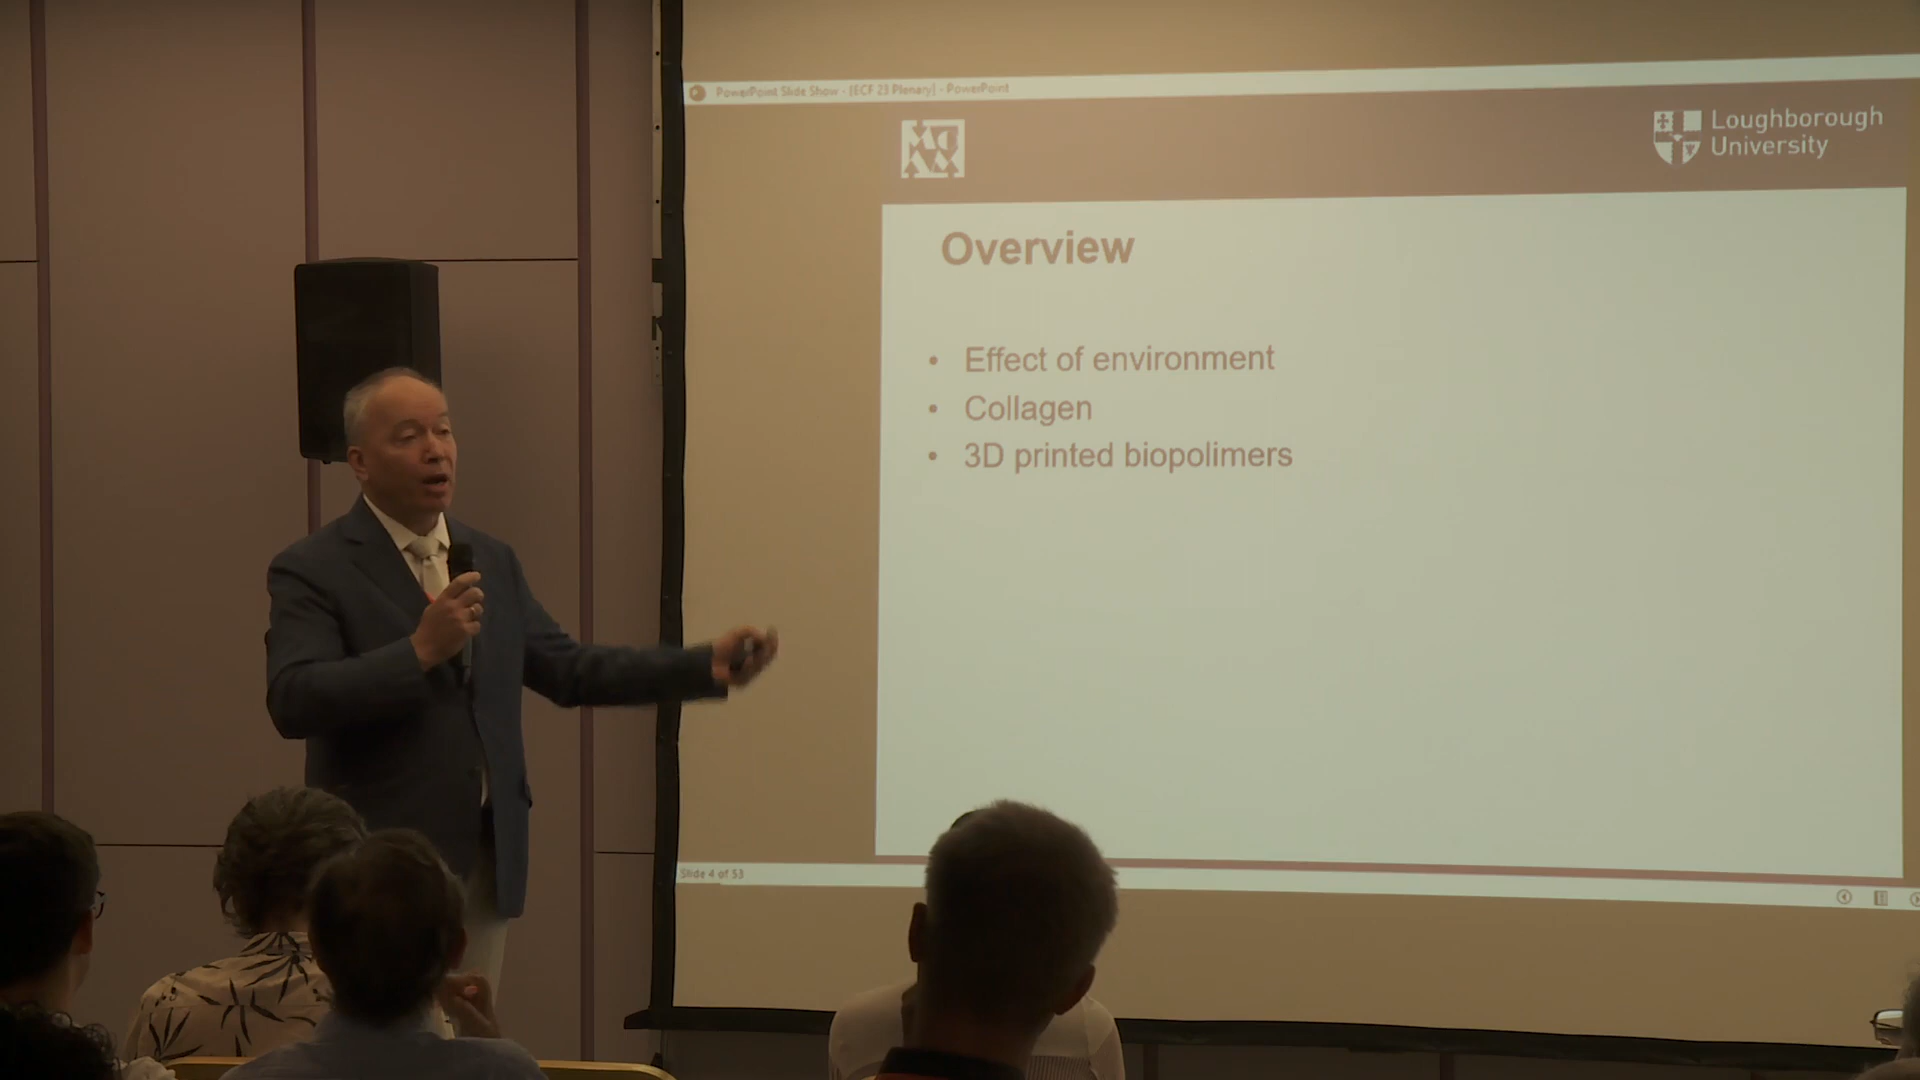 PowerPoint Slide Show - [ECF 23 Plenary] - PowerPoint
Loughborough
University
Overview
• Effect of environment
• Collagen
• 3D printed biopolimers
Slide 4 of 53